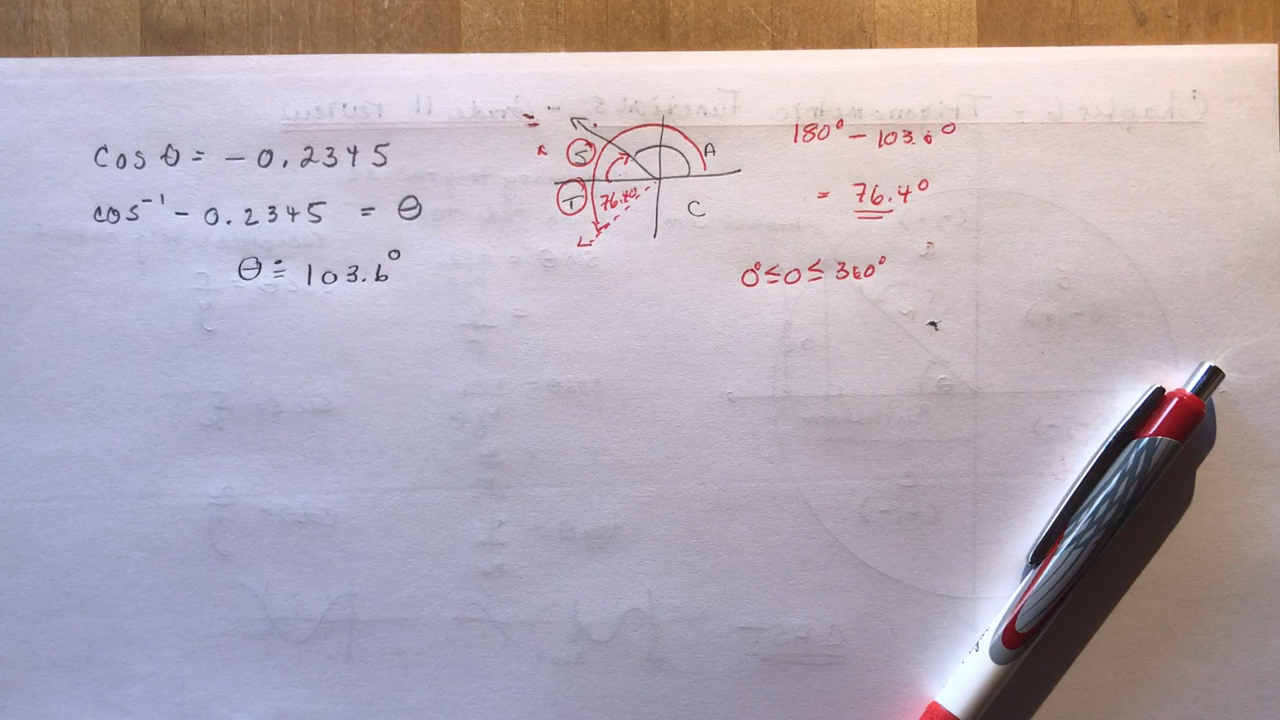 cos θ = - 0.2345
cos⁻¹ - 0.2345 = θ
θ ≐ 103.6°
S
A
T
76.4°
C
180° - 103.6°
= 76.4°
0° ≤ θ ≤ 360°